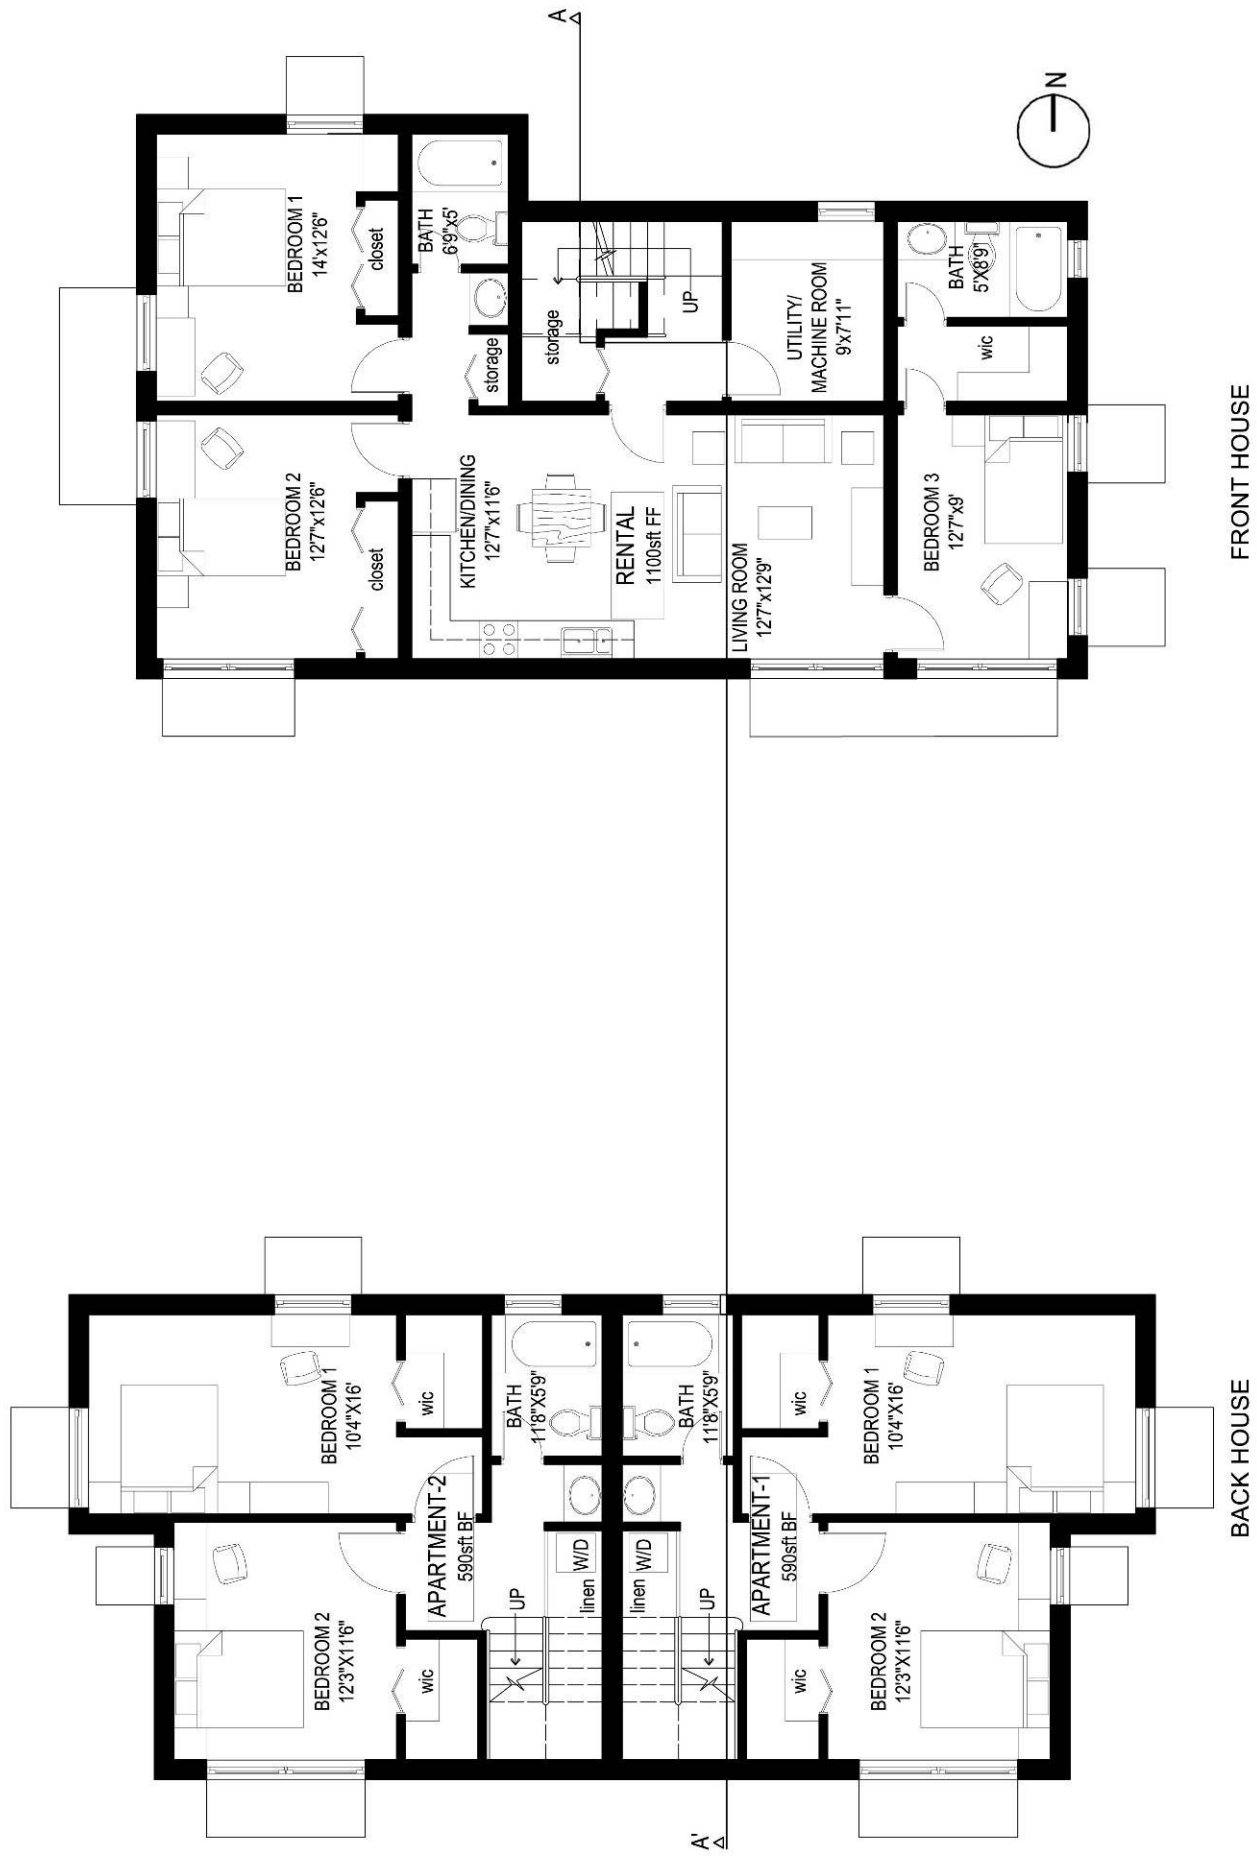 A
N
BEDROOM 1
14'x12'6"
closet
BATH
6'9"x5'
storage
storage
UP
UTILITY/
MACHINE ROOM
9'x7'11"
BATH
5'X8'9"
wic
BEDROOM 2
12'7"x12'6"
closet
KITCHEN/DINING
12'7"x11'6"
RENTAL
1100sft FF
LIVING ROOM
12'7"x12'9"
BEDROOM 3
12'7"x9'
FRONT HOUSE
BEDROOM 1
10'4"X16'
wic
BATH
11'8"X5'9"
BATH
11'8"X5'9"
wic
BEDROOM 1
10'4"X16'
APARTMENT-2
590sft BF
W/D
linen
W/D
linen
APARTMENT-1
590sft BF
UP
UP
BEDROOM 2
12'3"X11'6"
wic
wic
BEDROOM 2
12'3"X11'6"
BACK HOUSE
A'